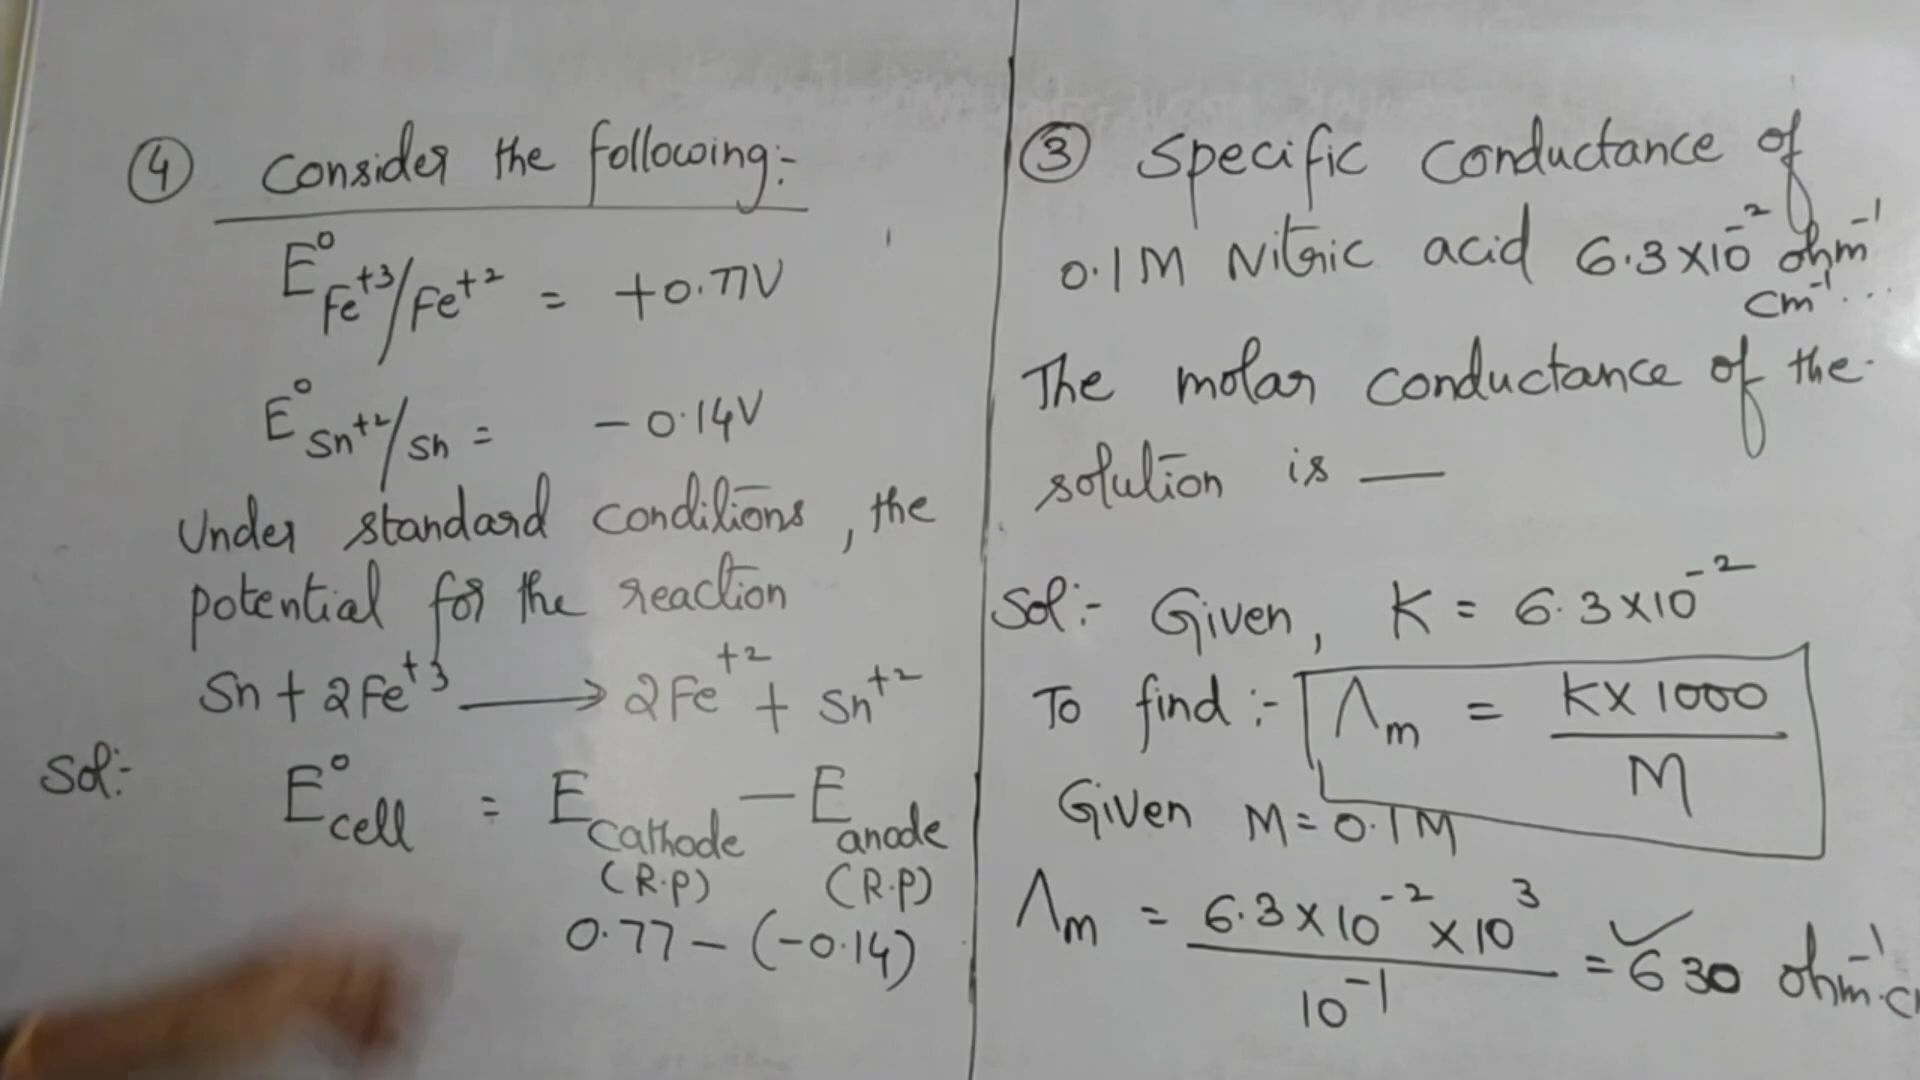 ④ Consider the following:-
E⁰ Fe⁺³/Fe⁺² = +0.77V
E⁰ Sn⁺²/Sn = -0.14V
Under standard conditions, the
potential for the reaction
Sn + 2Fe⁺³ ⟶ 2Fe⁺² + Sn⁺²
Sol:- E⁰cell = Ecathode - Eanode
(R.P) (R.P)
0.77 - (-0.14)
③ Specific conductance of
0.1M Nitric acid 6.3×10⁻² ohm⁻¹
cm⁻¹...
The molar conductance of the
solution is —
Sol:- Given, K = 6.3×10⁻²
To find:- Λm = K×1000 / M
Given M = 0.1M
Λm = 6.3×10⁻²×10³ / 10⁻¹ = 630 ohm⁻¹.c